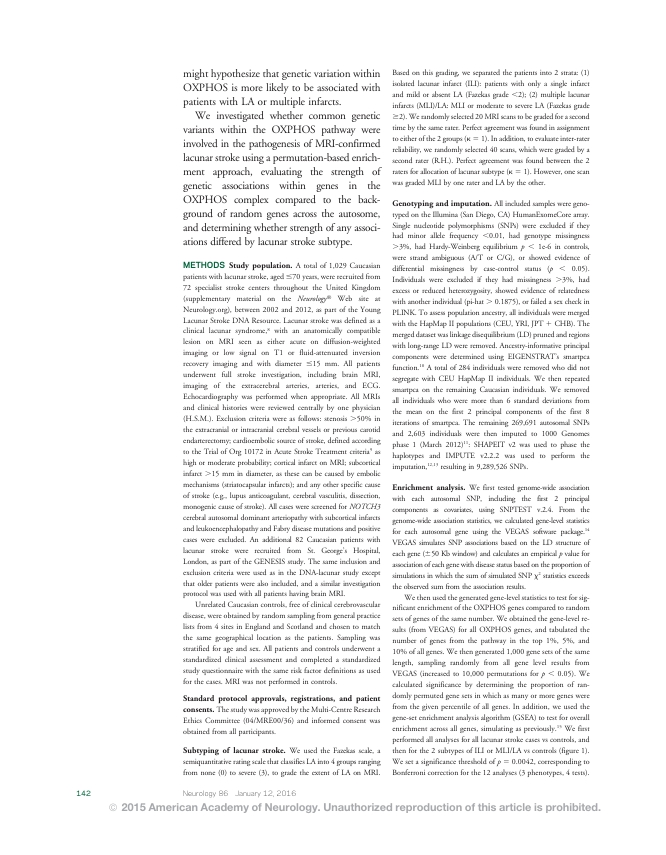 might hypothesize that genetic variation within
OXPHOS is more likely to be associated with
patients with LA or multiple infarcts.
We investigated whether common genetic
variants within the OXPHOS pathway were
involved in the pathogenesis of MRI-confirmed
lacunar stroke using a permutation-based enrich-
ment approach, evaluating the strength of
genetic associations within genes in the
OXPHOS complex compared to the back-
ground of random genes across the autosome,
and determining whether strength of any associ-
ations differed by lacunar stroke subtype.
METHODS Study population. A total of 1,029 Caucasian
patients with lacunar stroke, aged ≤70 years, were recruited from
72 specialist stroke centers throughout the United Kingdom
(supplementary material on the Neurology® Web site at
Neurology.org), between 2002 and 2012, as part of the Young
Lacunar Stroke DNA Resource. Lacunar stroke was defined as a
clinical lacunar syndrome,⁸ with an anatomically compatible
lesion on MRI seen as either acute on diffusion-weighted
imaging or low signal on T1 or fluid-attenuated inversion
recovery imaging and with diameter ≤15 mm. All patients
underwent full stroke investigation, including brain MRI,
imaging of the extracerebral arteries, arteries, and ECG.
Echocardiography was performed when appropriate. All MRIs
and clinical histories were reviewed centrally by one physician
(H.S.M.). Exclusion criteria were as follows: stenosis >50% in
the extracranial or intracranial cerebral vessels or previous carotid
endarterectomy; cardioembolic source of stroke, defined according
to the Trial of Org 10172 in Acute Stroke Treatment criteria⁹ as
high or moderate probability; cortical infarct on MRI; subcortical
infarct >15 mm in diameter, as these can be caused by embolic
mechanisms (striatocapsular infarcts); and any other specific cause
of stroke (e.g., lupus anticoagulant, cerebral vasculitis, dissection,
monogenic cause of stroke). All cases were screened for NOTCH3
cerebral autosomal dominant arteriopathy with subcortical infarcts
and leukoencephalopathy and Fabry disease mutations and positive
cases were excluded. An additional 82 Caucasian patients with
lacunar stroke were recruited from St. George's Hospital,
London, as part of the GENESIS study. The same inclusion and
exclusion criteria were used as in the DNA-lacunar study except
that older patients were also included, and a similar investigation
protocol was used with all patients having brain MRI.
Unrelated Caucasian controls, free of clinical cerebrovascular
disease, were obtained by random sampling from general practice
lists from 4 sites in England and Scotland and chosen to match
the same geographical location as the patients. Sampling was
stratified for age and sex. All patients and controls underwent a
standardized clinical assessment and completed a standardized
study questionnaire with the same risk factor definitions as used
for the cases. MRI was not performed in controls.
Standard protocol approvals, registrations, and patient
consents. The study was approved by the Multi-Centre Research
Ethics Committee (04/MRE00/36) and informed consent was
obtained from all participants.
Subtyping of lacunar stroke. We used the Fazekas scale, a
semiquantitative rating scale that classifies LA into 4 groups ranging
from none (0) to severe (3), to grade the extent of LA on MRI.
Based on this grading, we separated the patients into 2 strata: (1)
isolated lacunar infarct (ILI): patients with only a single infarct
and mild or absent LA (Fazekas grade <2); (2) multiple lacunar
infarcts (MLI)/LA: MLI or moderate to severe LA (Fazekas grade
≥2). We randomly selected 20 MRI scans to be graded for a second
time by the same rater. Perfect agreement was found in assignment
to either of the 2 groups (κ = 1). In addition, to evaluate inter-rater
reliability, we randomly selected 40 scans, which were graded by a
second rater (R.H.). Perfect agreement was found between the 2
raters for allocation of lacunar subtype (κ = 1). However, one scan
was graded MLI by one rater and LA by the other.
Genotyping and imputation. All included samples were geno-
typed on the Illumina (San Diego, CA) HumanExomeCore array.
Single nucleotide polymorphisms (SNPs) were excluded if they
had minor allele frequency <0.01, had genotype missingness
>3%, had Hardy-Weinberg equilibrium p < 1e-6 in controls,
were strand ambiguous (A/T or C/G), or showed evidence of
differential missingness by case-control status (p < 0.05).
Individuals were excluded if they had missingness >3%, had
excess or reduced heterozygosity, showed evidence of relatedness
with another individual (pi-hat > 0.1875), or failed a sex check in
PLINK. To assess population ancestry, all individuals were merged
with the HapMap II populations (CEU, YRI, JPT + CHB). The
merged dataset was linkage disequilibrium (LD) pruned and regions
with long-range LD were removed. Ancestry-informative principal
components were determined using EIGENSTRAT's smartpca
function.¹⁰ A total of 284 individuals were removed who did not
segregate with CEU HapMap II individuals. We then repeated
smartpca on the remaining Caucasian individuals. We removed
all individuals who were more than 6 standard deviations from
the mean on the first 2 principal components of the first 8
iterations of smartpca. The remaining 269,691 autosomal SNPs
and 2,603 individuals were then imputed to 1000 Genomes
phase 1 (March 2012)¹¹: SHAPEIT v2 was used to phase the
haplotypes and IMPUTE v2.2.2 was used to perform the
imputation,¹²,¹³ resulting in 9,289,526 SNPs.
Enrichment analysis. We first tested genome-wide association
with each autosomal SNP, including the first 2 principal
components as covariates, using SNPTEST v.2.4. From the
genome-wide association statistics, we calculated gene-level statistics
for each autosomal gene using the VEGAS software package.¹⁴
VEGAS simulates SNP associations based on the LD structure of
each gene (±50 Kb window) and calculates an empirical p value for
association of each gene with disease status based on the proportion of
simulations in which the sum of simulated SNP χ² statistics exceeds
the observed sum from the association results.
We then used the generated gene-level statistics to test for sig-
nificant enrichment of the OXPHOS genes compared to random
sets of genes of the same number. We obtained the gene-level re-
sults (from VEGAS) for all OXPHOS genes, and tabulated the
number of genes from the pathway in the top 1%, 5%, and
10% of all genes. We then generated 1,000 gene sets of the same
length, sampling randomly from all gene level results from
VEGAS (increased to 10,000 permutations for p < 0.05). We
calculated significance by determining the proportion of ran-
domly permuted gene sets in which as many or more genes were
from the given percentile of all genes. In addition, we used the
gene-set enrichment analysis algorithm (GSEA) to test for overall
enrichment across all genes, simulating as previously.¹⁵ We first
performed all analyses for all lacunar stroke cases vs controls, and
then for the 2 subtypes of ILI or MLI/LA vs controls (figure 1).
We set a significance threshold of p = 0.0042, corresponding to
Bonferroni correction for the 12 analyses (3 phenotypes, 4 tests).
142 Neurology 86 January 12, 2016
© 2015 American Academy of Neurology. Unauthorized reproduction of this article is prohibited.